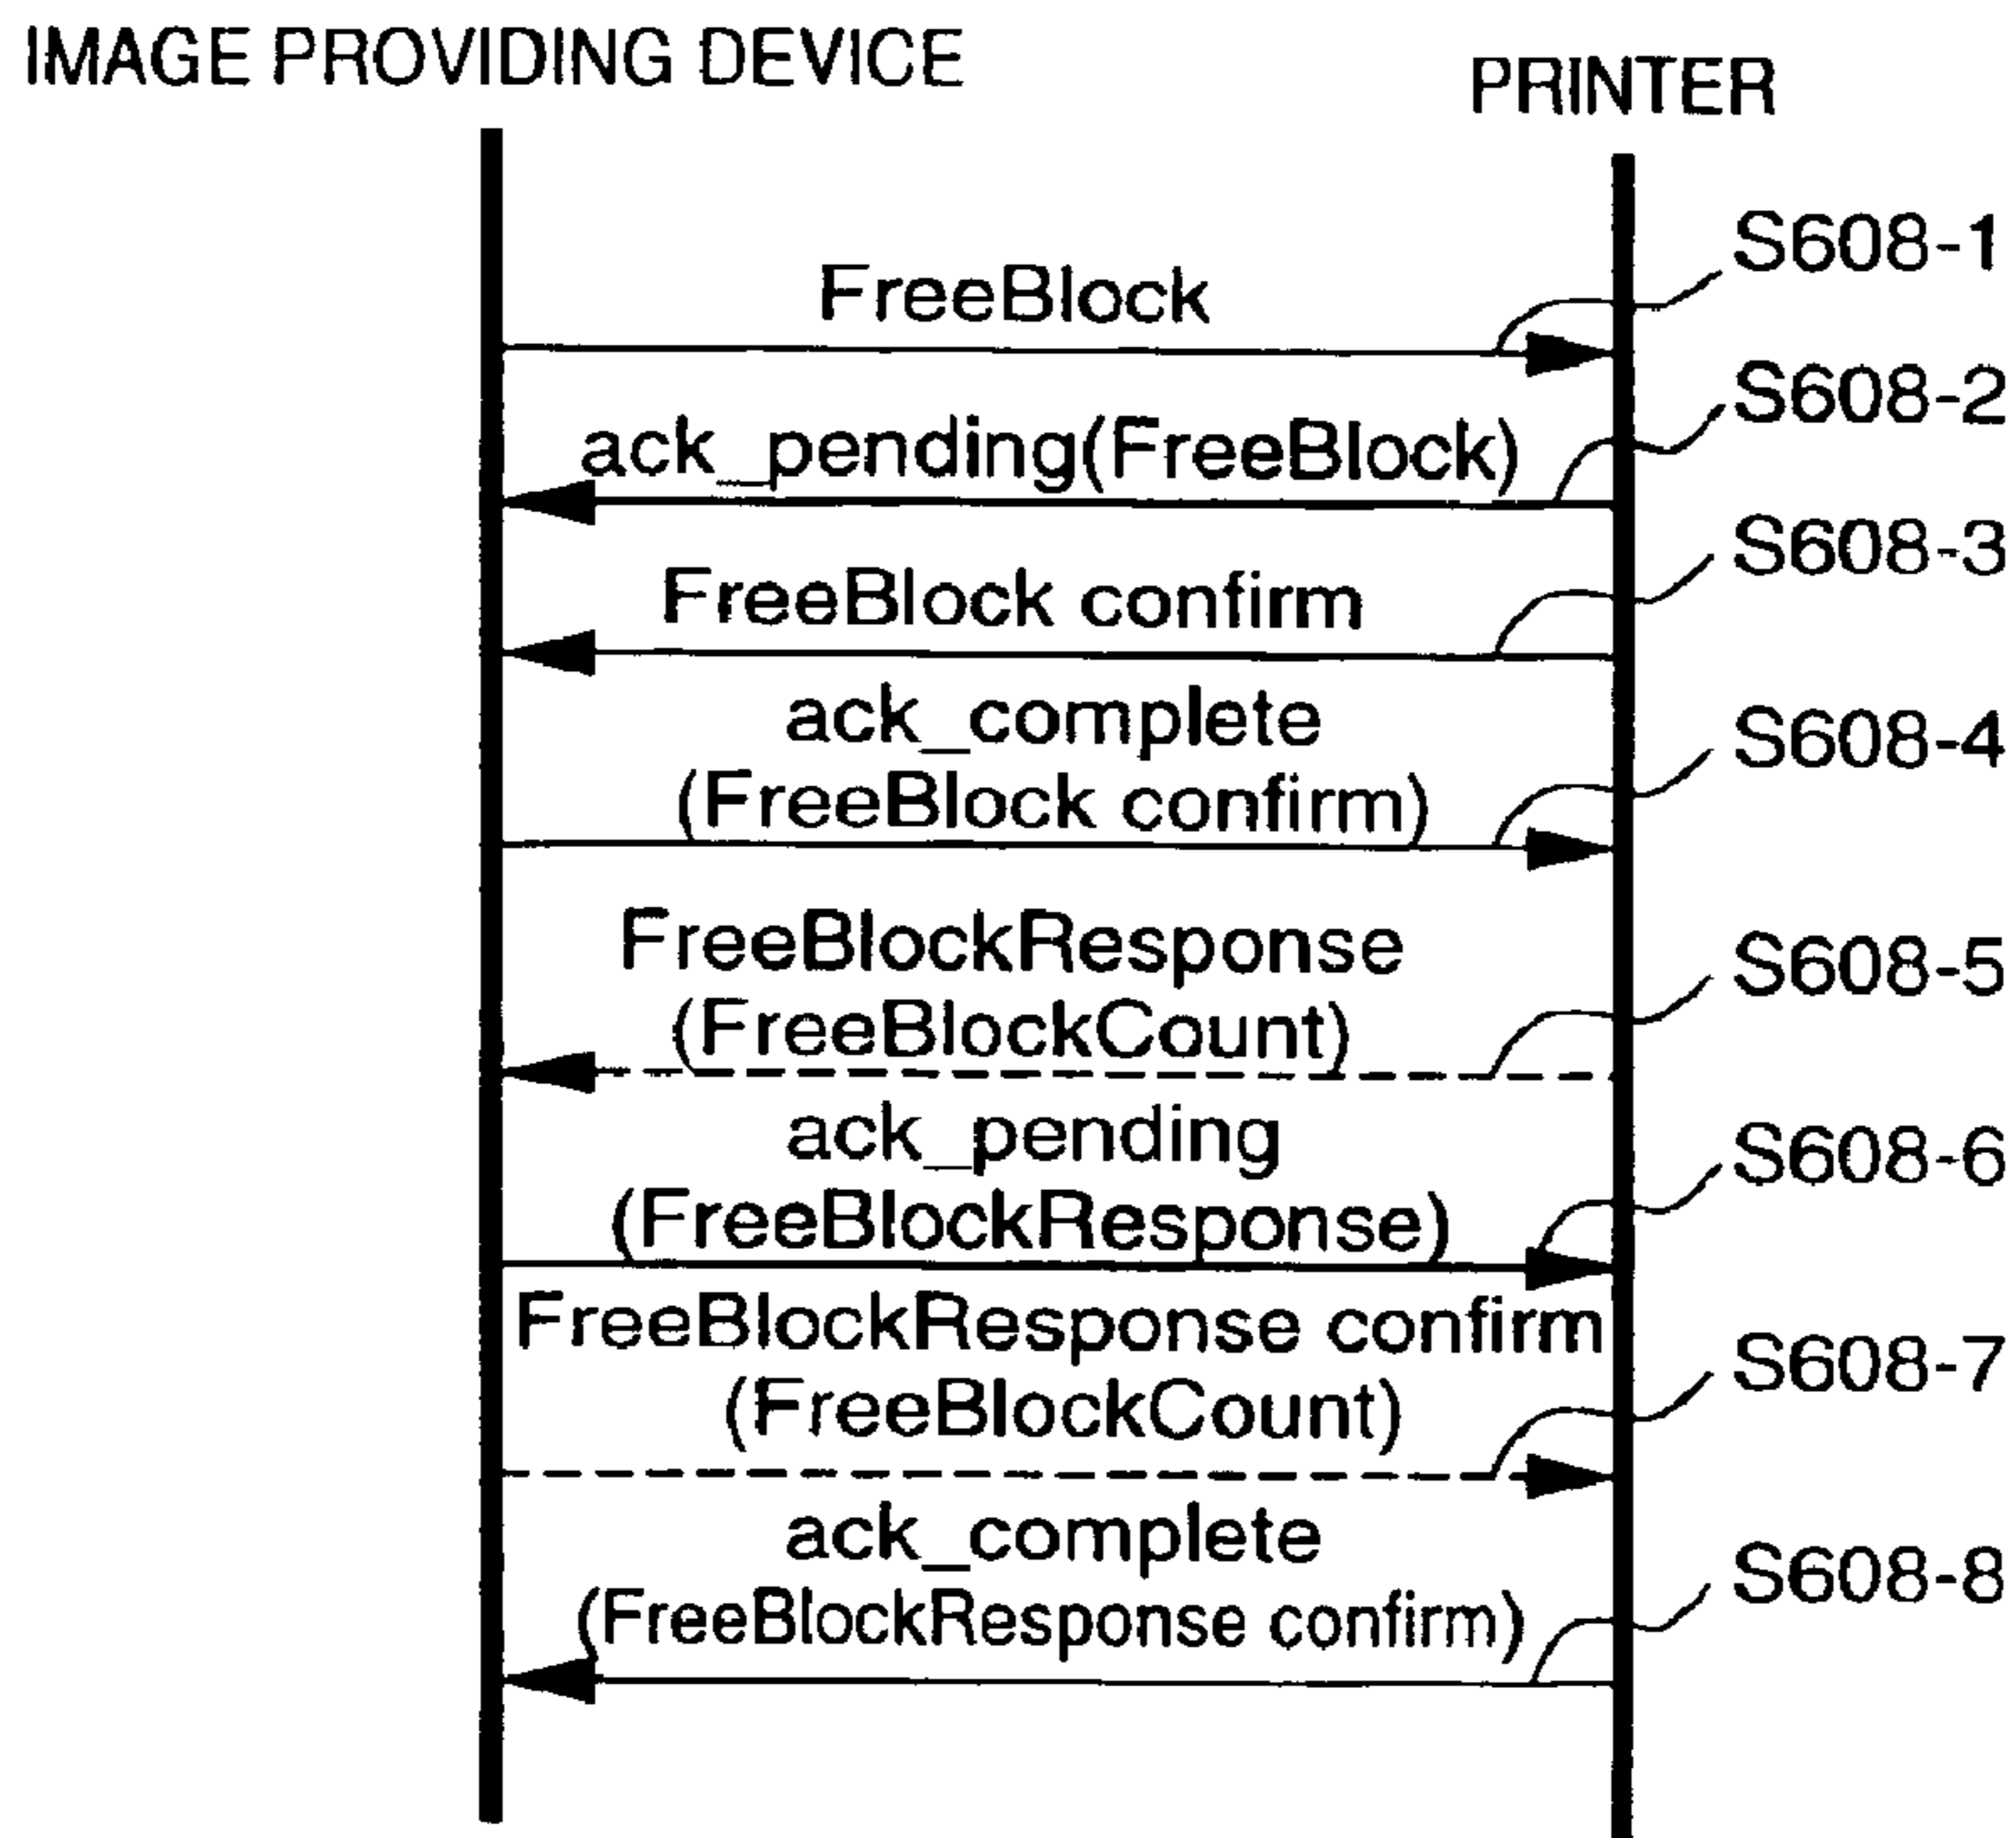 IMAGE PROVIDING DEVICE
PRINTER
S608-1
FreeBlock
S608-2
ack_pending(FreeBlock)
S608-3
FreeBlock confirm
ack_complete
S608-4
(FreeBlock confirm)
FreeBlockResponse
S608-5
(FreeBlockCount)
ack_pending
S608-6
(FreeBlockResponse)
FreeBlockResponse confirm
S608-7
(FreeBlockCount)
ack_complete
S608-8
(FreeBlockResponse confirm)